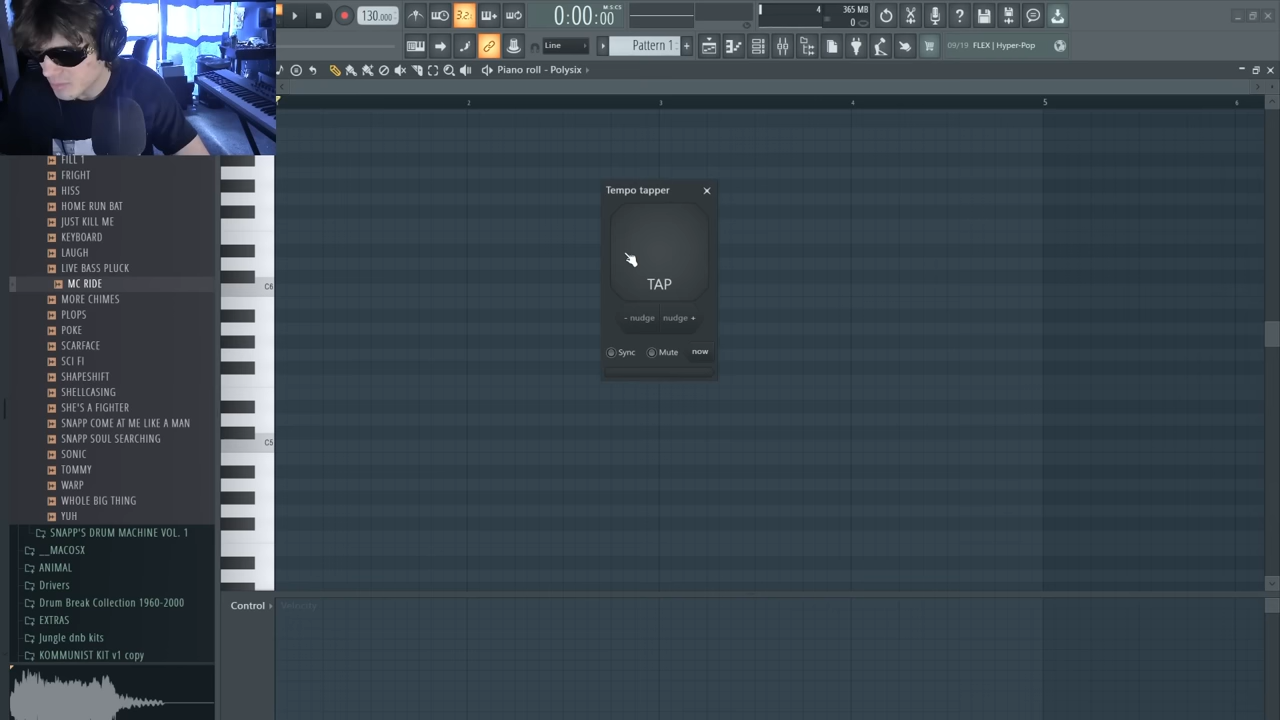 130.000
3.2.
0:00:00
M:S:CS
4
365 MB
0
Line
Pattern 1
+
09/19 FLEX | Hyper-Pop
Piano roll - Polysix
2
3
4
5
6
FILL 1
FRIGHT
HISS
HOME RUN BAT
JUST KILL ME
KEYBOARD
LAUGH
LIVE BASS PLUCK
MC RIDE
MORE CHIMES
PLOPS
POKE
SCARFACE
SCI FI
SHAPESHIFT
SHELLCASING
SHE'S A FIGHTER
SNAPP COME AT ME LIKE A MAN
SNAPP SOUL SEARCHING
SONIC
TOMMY
WARP
WHOLE BIG THING
YUH
SNAPP'S DRUM MACHINE VOL. 1
__MACOSX
ANIMAL
Drivers
Drum Break Collection 1960-2000
EXTRAS
Jungle dnb kits
KOMMUNIST KIT v1 copy
C6
C5
Tempo tapper
TAP
- nudge nudge +
Sync Mute now
Control
Velocity